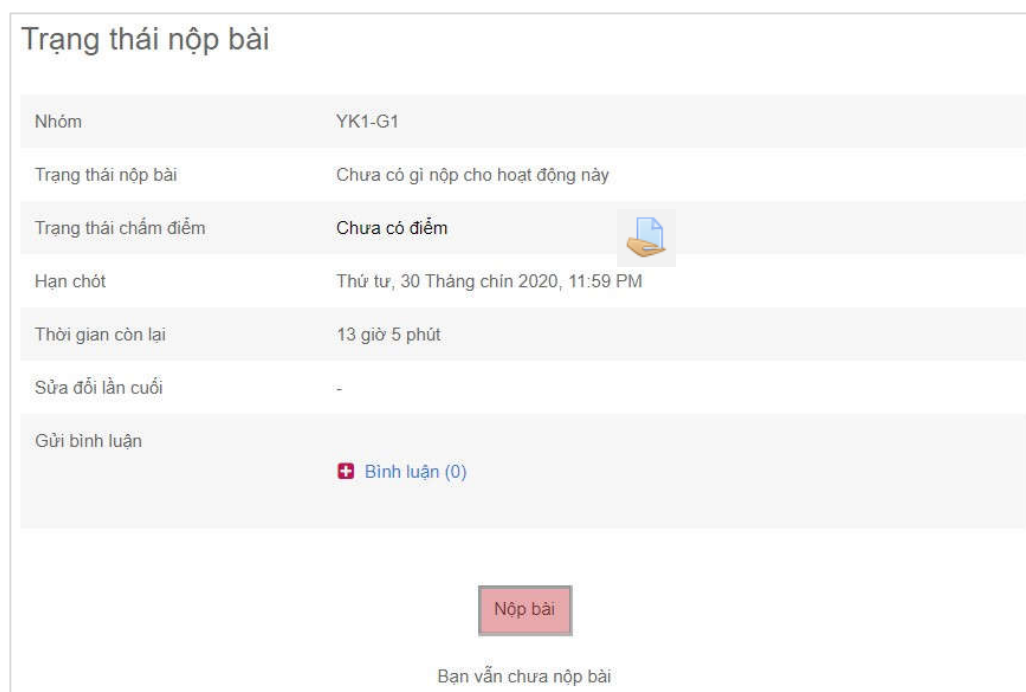 Trạng thái nộp bài
Nhóm YK1-G1
Trạng thái nộp bài Chưa có gì nộp cho hoạt động này
Trạng thái chấm điểm Chưa có điểm
Hạn chót Thứ tư, 30 Tháng chín 2020, 11:59 PM
Thời gian còn lại 13 giờ 5 phút
Sửa đổi lần cuối -
Gửi bình luận
Bình luận (0)
Nộp bài
Bạn vẫn chưa nộp bài